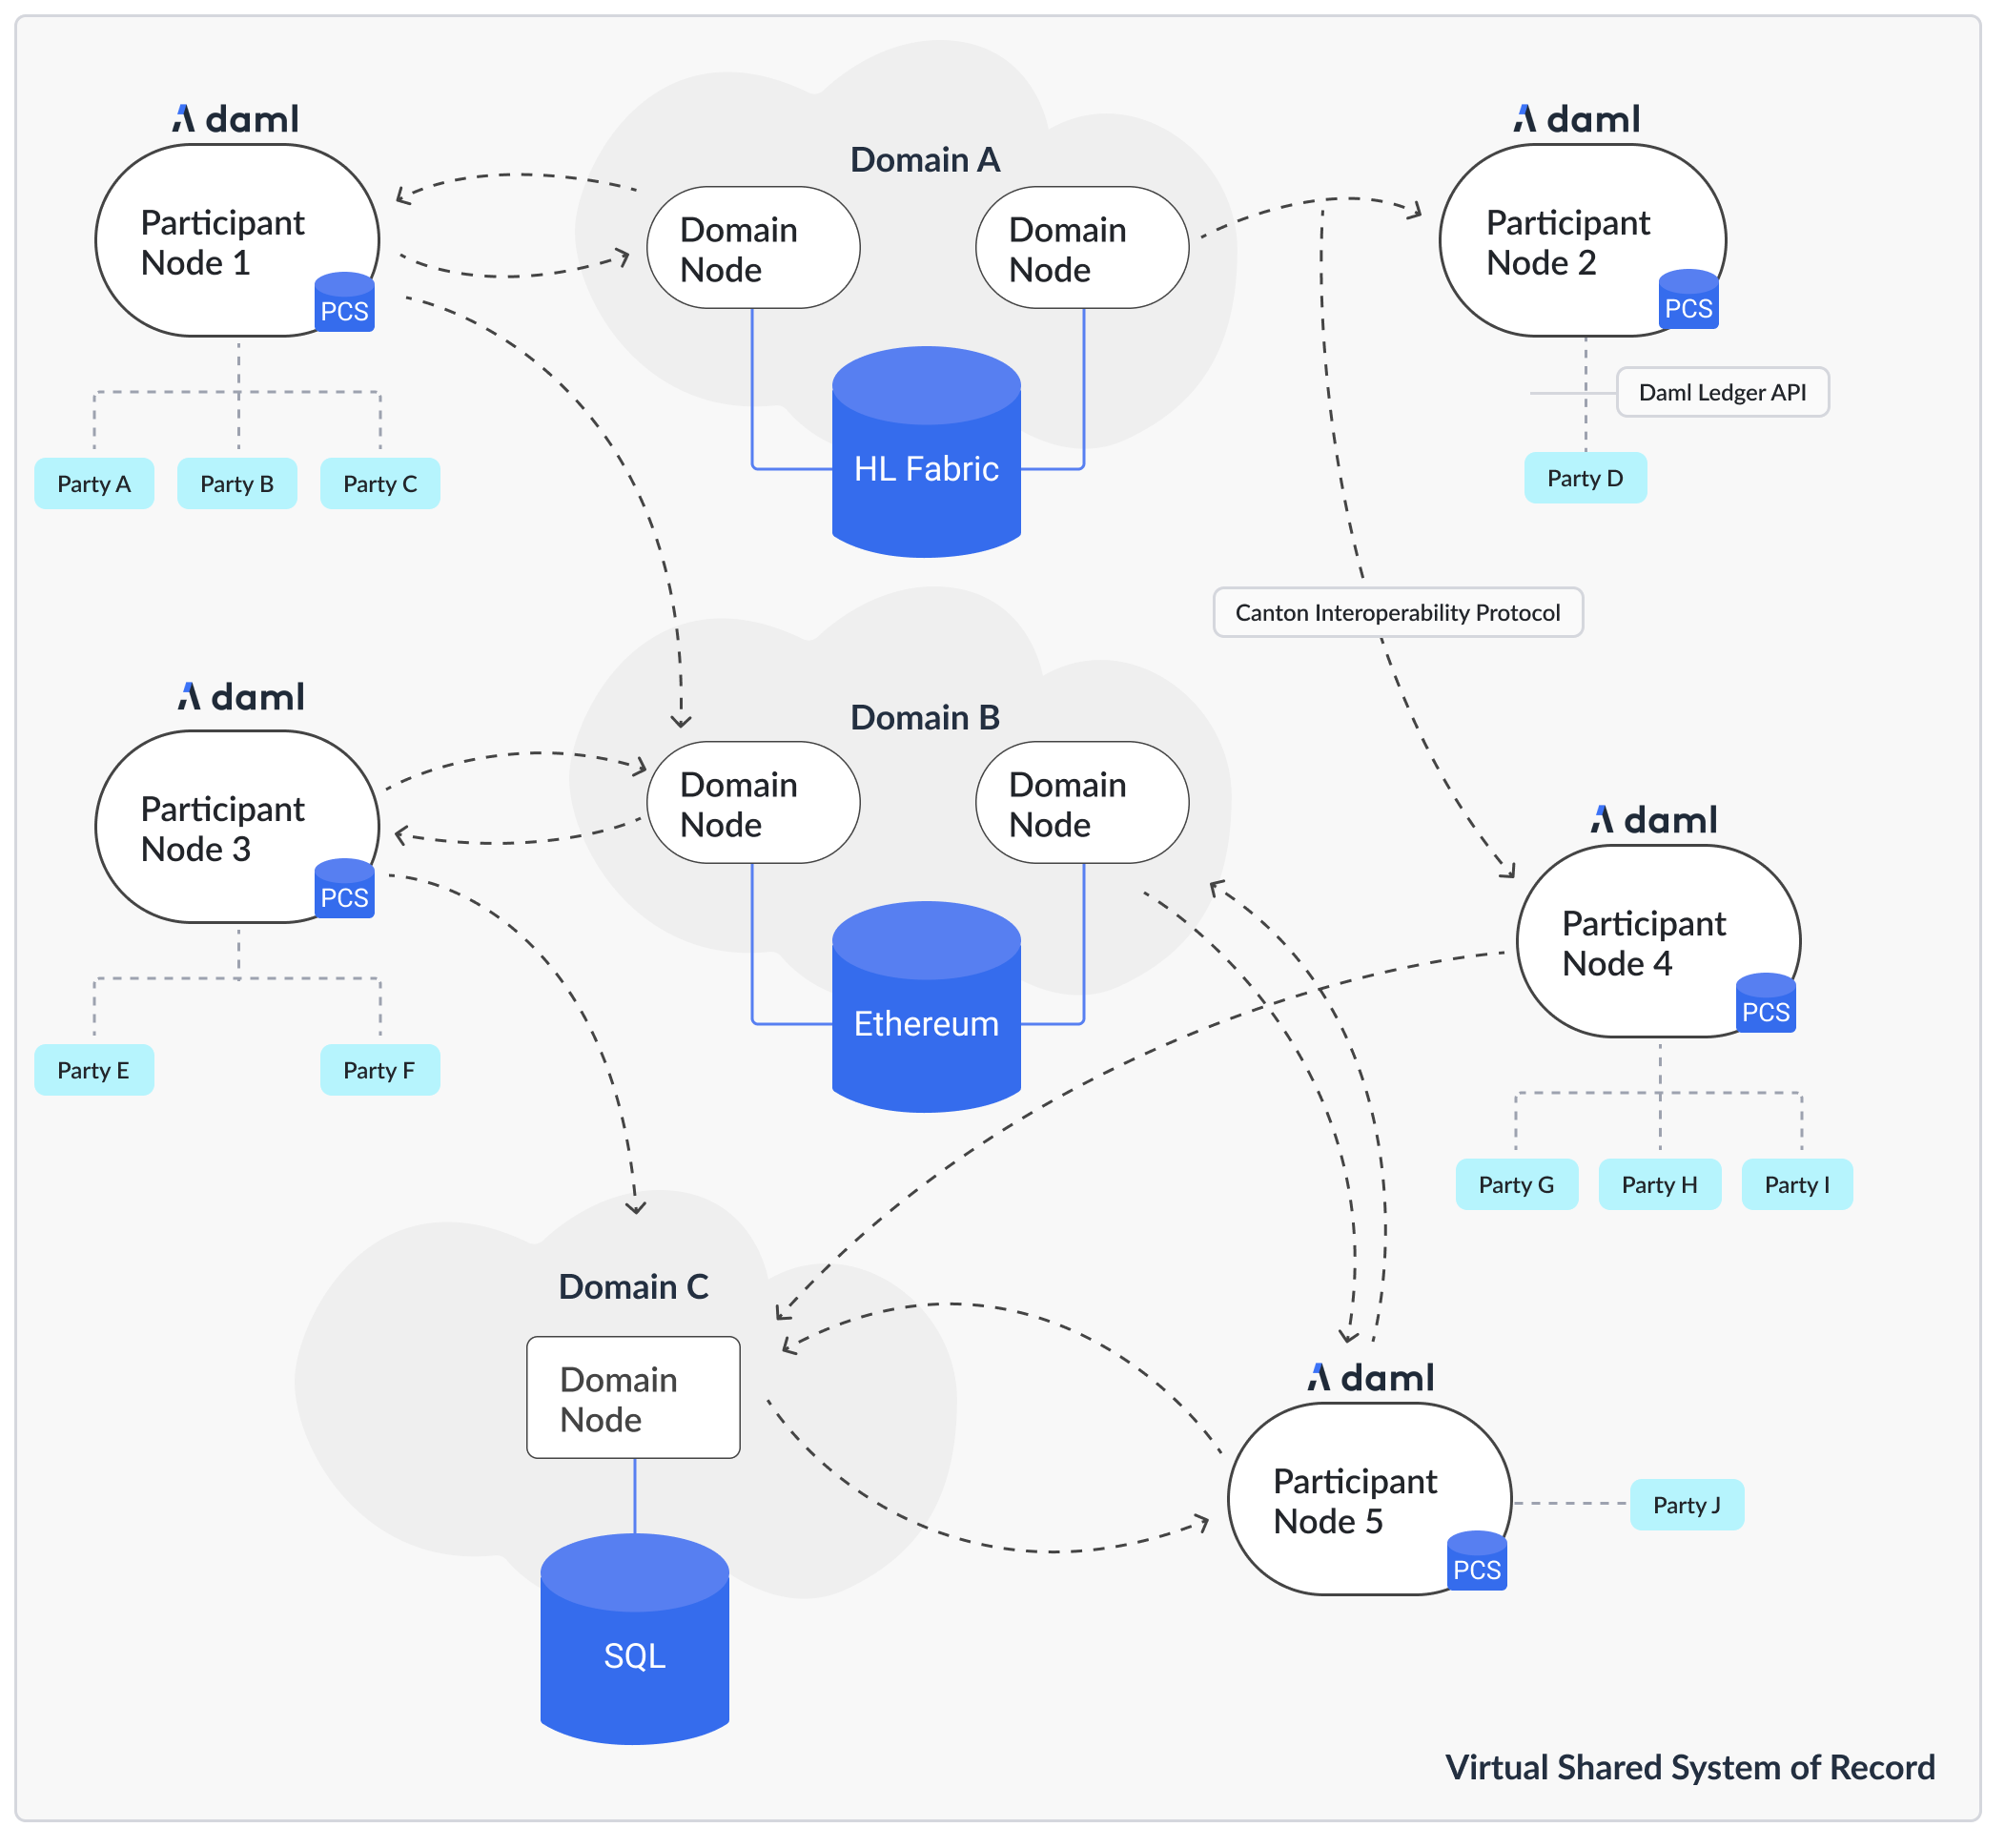 daml
Participant
Node 1
PCS
Party A
Party B
Party C
Domain A
Domain
Node
Domain
Node
HL Fabric
daml
Participant
Node 2
PCS
Daml Ledger API
Party D
Canton Interoperability Protocol
daml
Participant
Node 3
PCS
Party E
Party F
Domain B
Domain
Node
Domain
Node
Ethereum
daml
Participant
Node 4
PCS
Party G
Party H
Party I
Domain C
Domain
Node
SQL
daml
Participant
Node 5
PCS
Party J
Virtual Shared System of Record